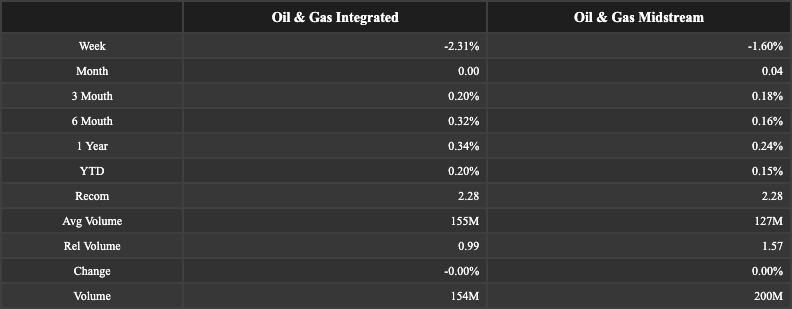 Oil & Gas Integrated Oil & Gas Midstream
Week -2.31% -1.60%
Month 0.00 0.04
3 Mouth 0.20% 0.18%
6 Mouth 0.32% 0.16%
1 Year 0.34% 0.24%
YTD 0.20% 0.15%
Recom 2.28 2.28
Avg Volume 155M 127M
Rel Volume 0.99 1.57
Change -0.00% 0.00%
Volume 154M 200M